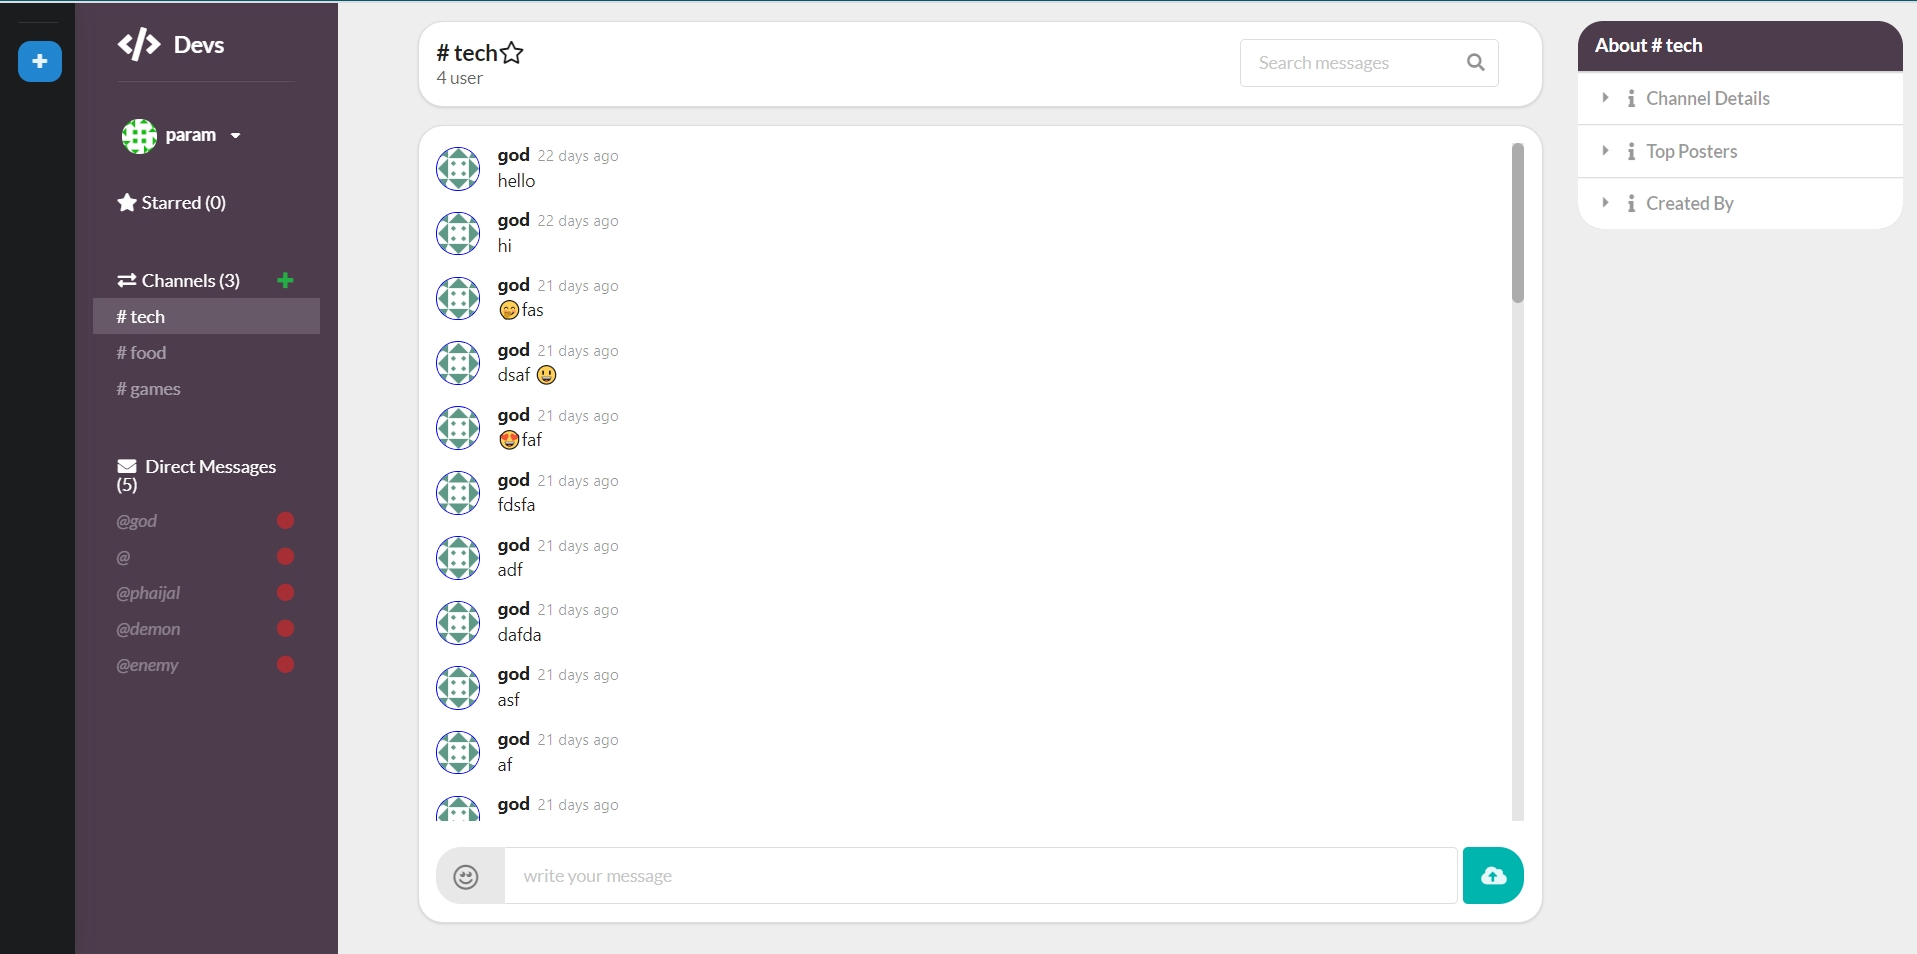 Devs
param
Starred (0)
Channels (3)
# tech
# food
# games
Direct Messages
(5)
@god
@
@phaijal
@demon
@enemy
# tech
4 user
Search messages
god 22 days ago
hello
god 22 days ago
hi
god 21 days ago
🤭fas
god 21 days ago
dsaf 😃
god 21 days ago
😍faf
god 21 days ago
fdsfa
god 21 days ago
adf
god 21 days ago
dafda
god 21 days ago
asf
god 21 days ago
af
god 21 days ago
write your message
About # tech
Channel Details
Top Posters
Created By